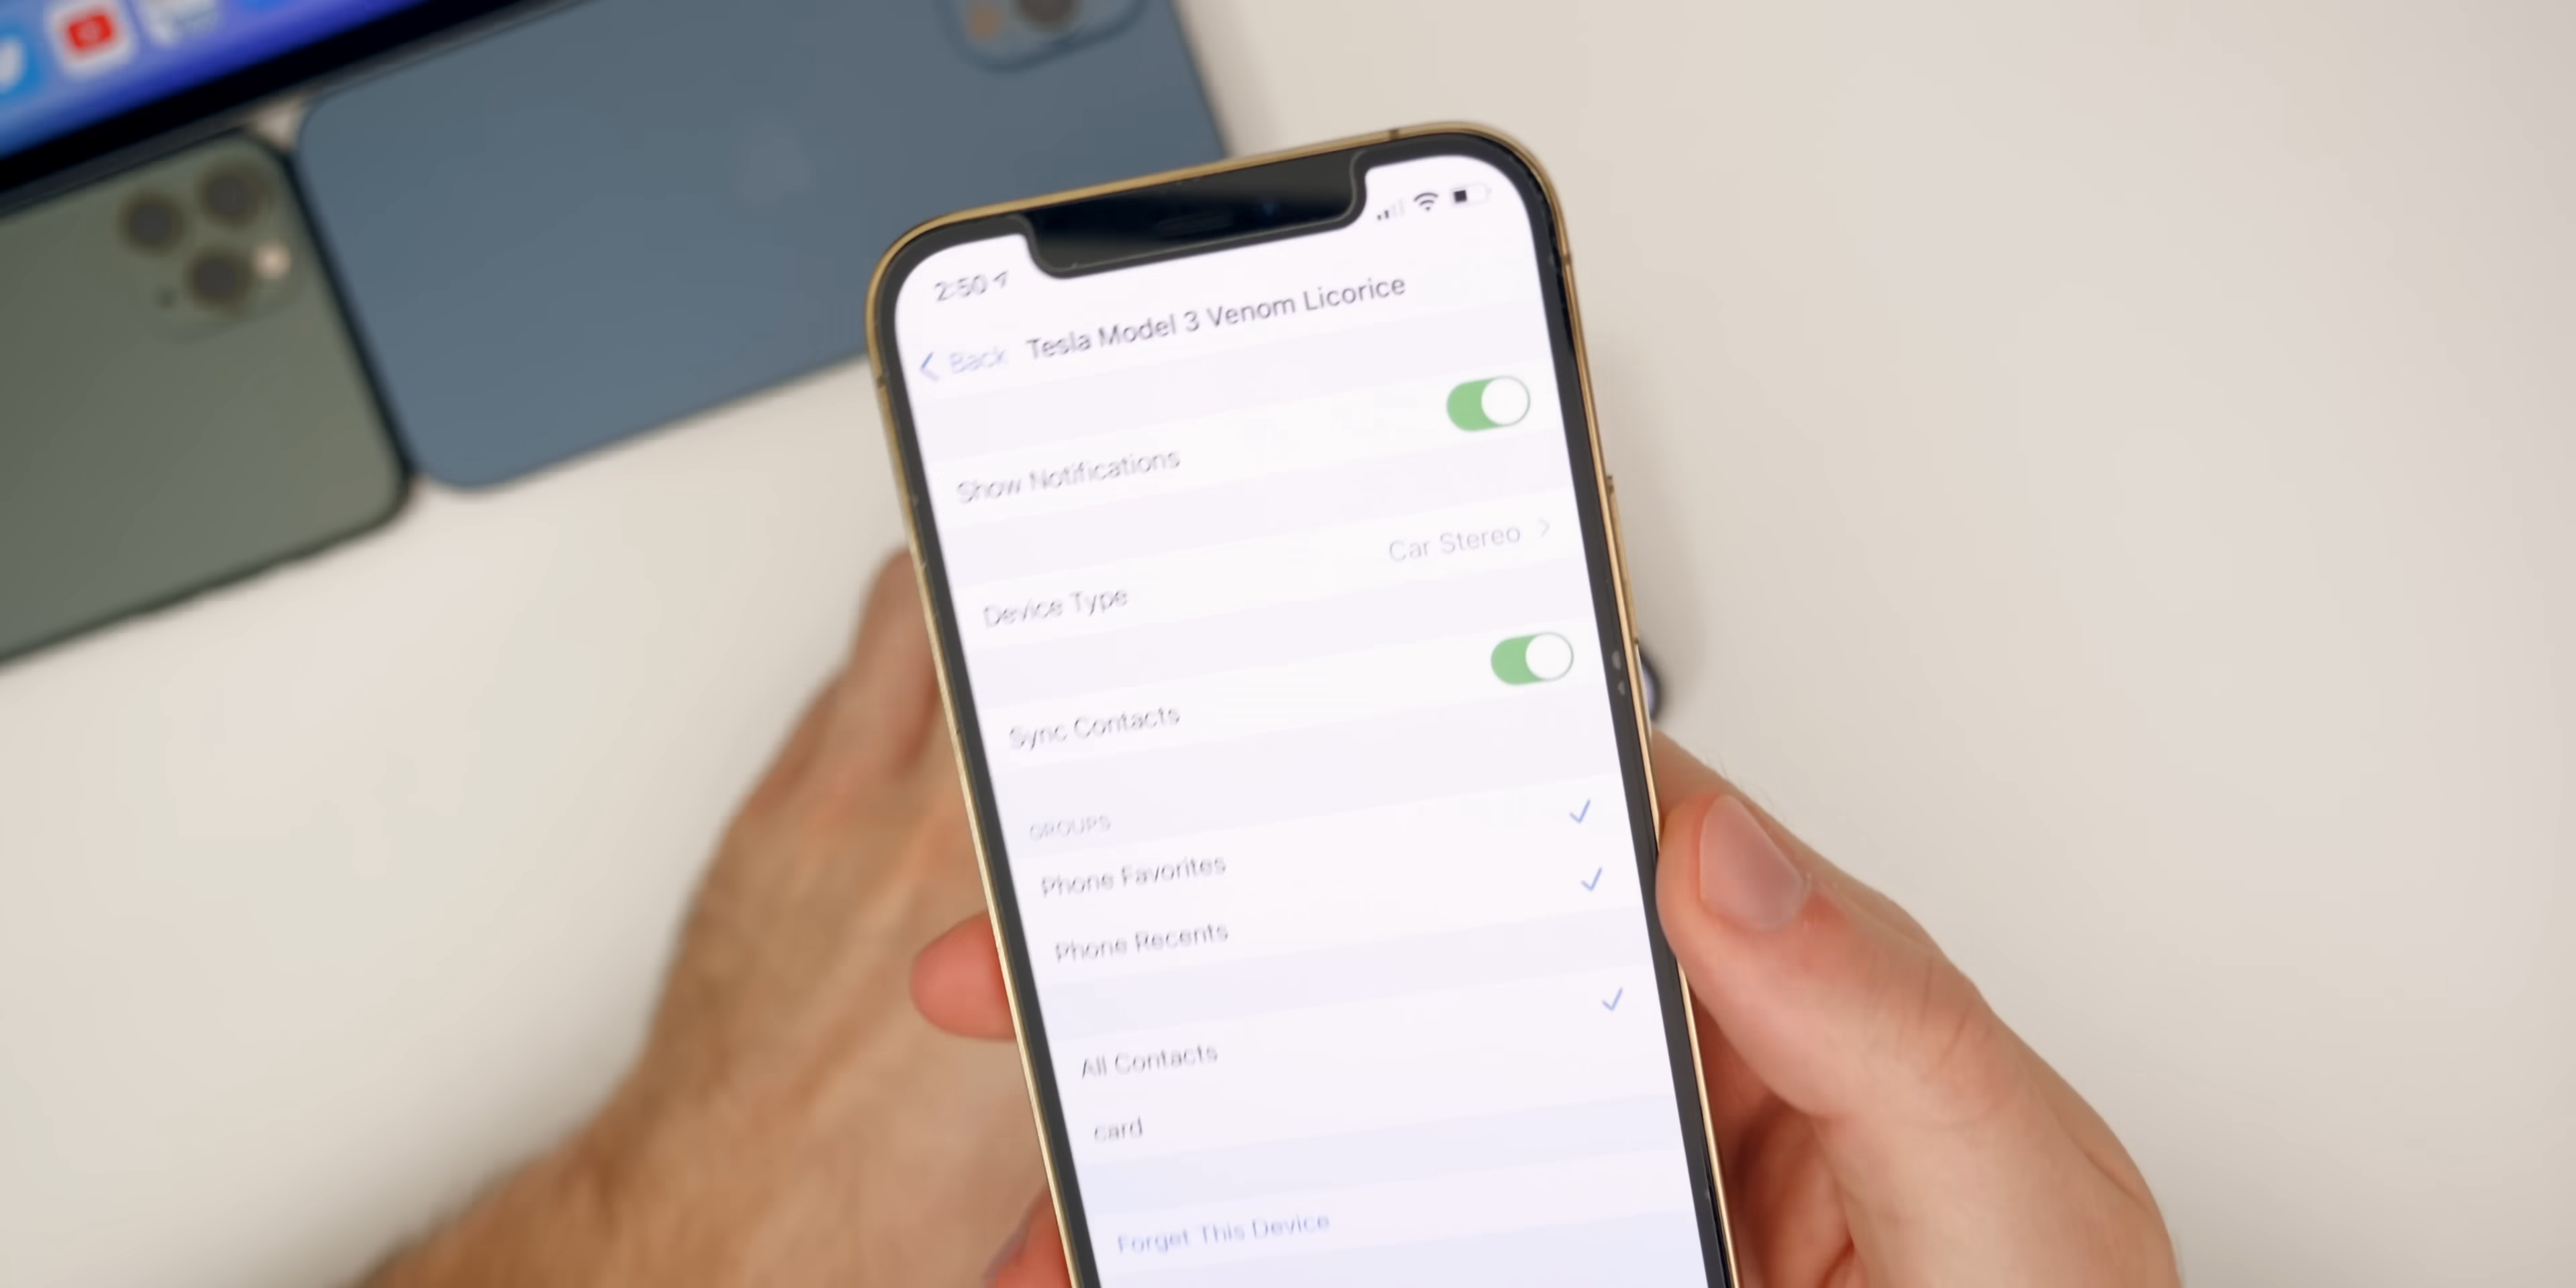 2:50
Back
Tesla Model 3 Venom Licorice
Show Notifications
Device Type
Car Stereo
Sync Contacts
GROUPS
Phone Favorites
Phone Recents
All Contacts
card
Forget This Device